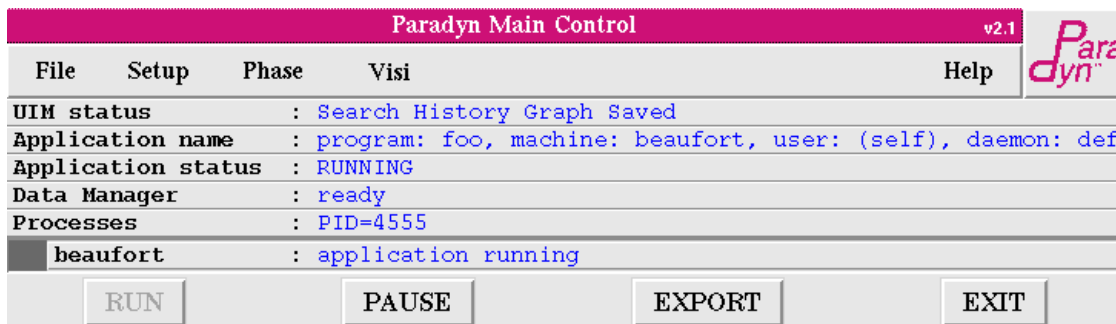 Paradyn Main Control v2.1
Paradyn™
File Setup Phase Visi Help
UIM status : Search History Graph Saved
Application name : program: foo, machine: beaufort, user: (self), daemon: def
Application status : RUNNING
Data Manager : ready
Processes : PID=4555
beaufort : application running
RUN PAUSE EXPORT EXIT